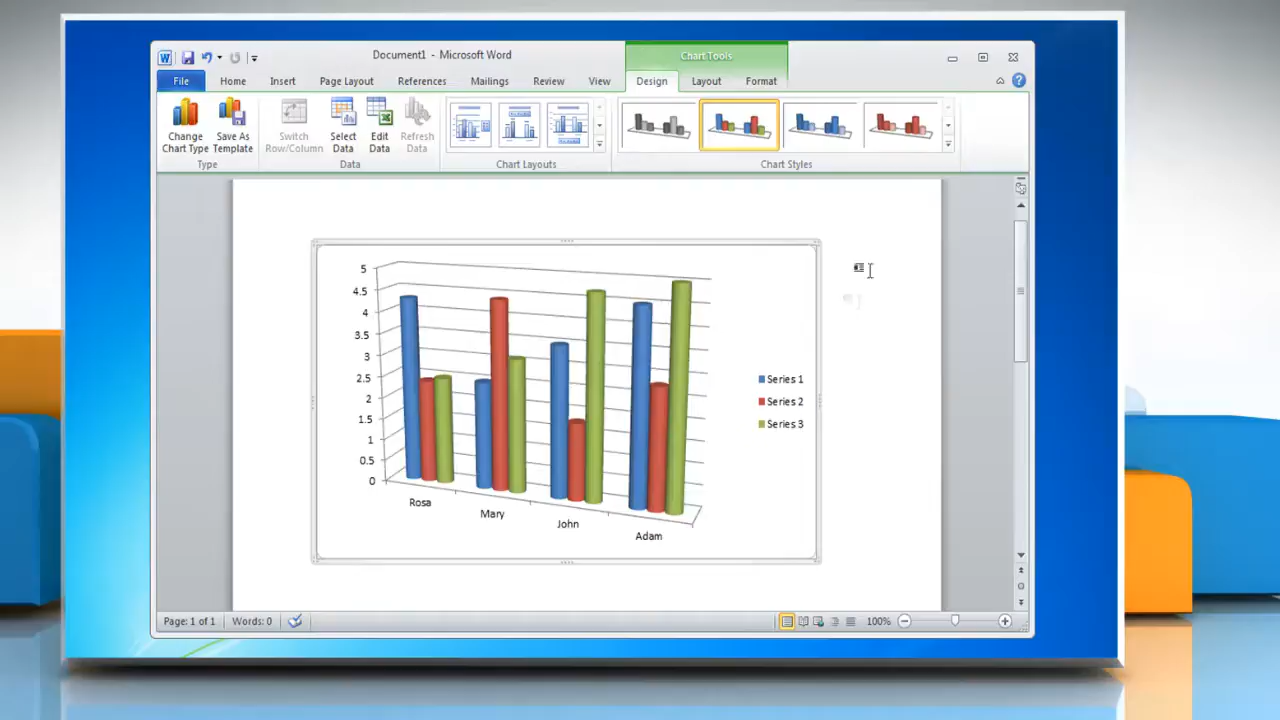 W
Document1 - Microsoft Word
Chart Tools
File Home Insert Page Layout References Mailings Review View Design Layout Format
Change Chart Type
Save As Template
Switch Row/Column
Select Data
Edit Data
Refresh Data
Type Data Chart Layouts Chart Styles
5
4.5
4
3.5
3
2.5
2
1.5
1
0.5
0
Rosa Mary John Adam
Series 1
Series 2
Series 3
Page: 1 of 1 Words: 0 100%